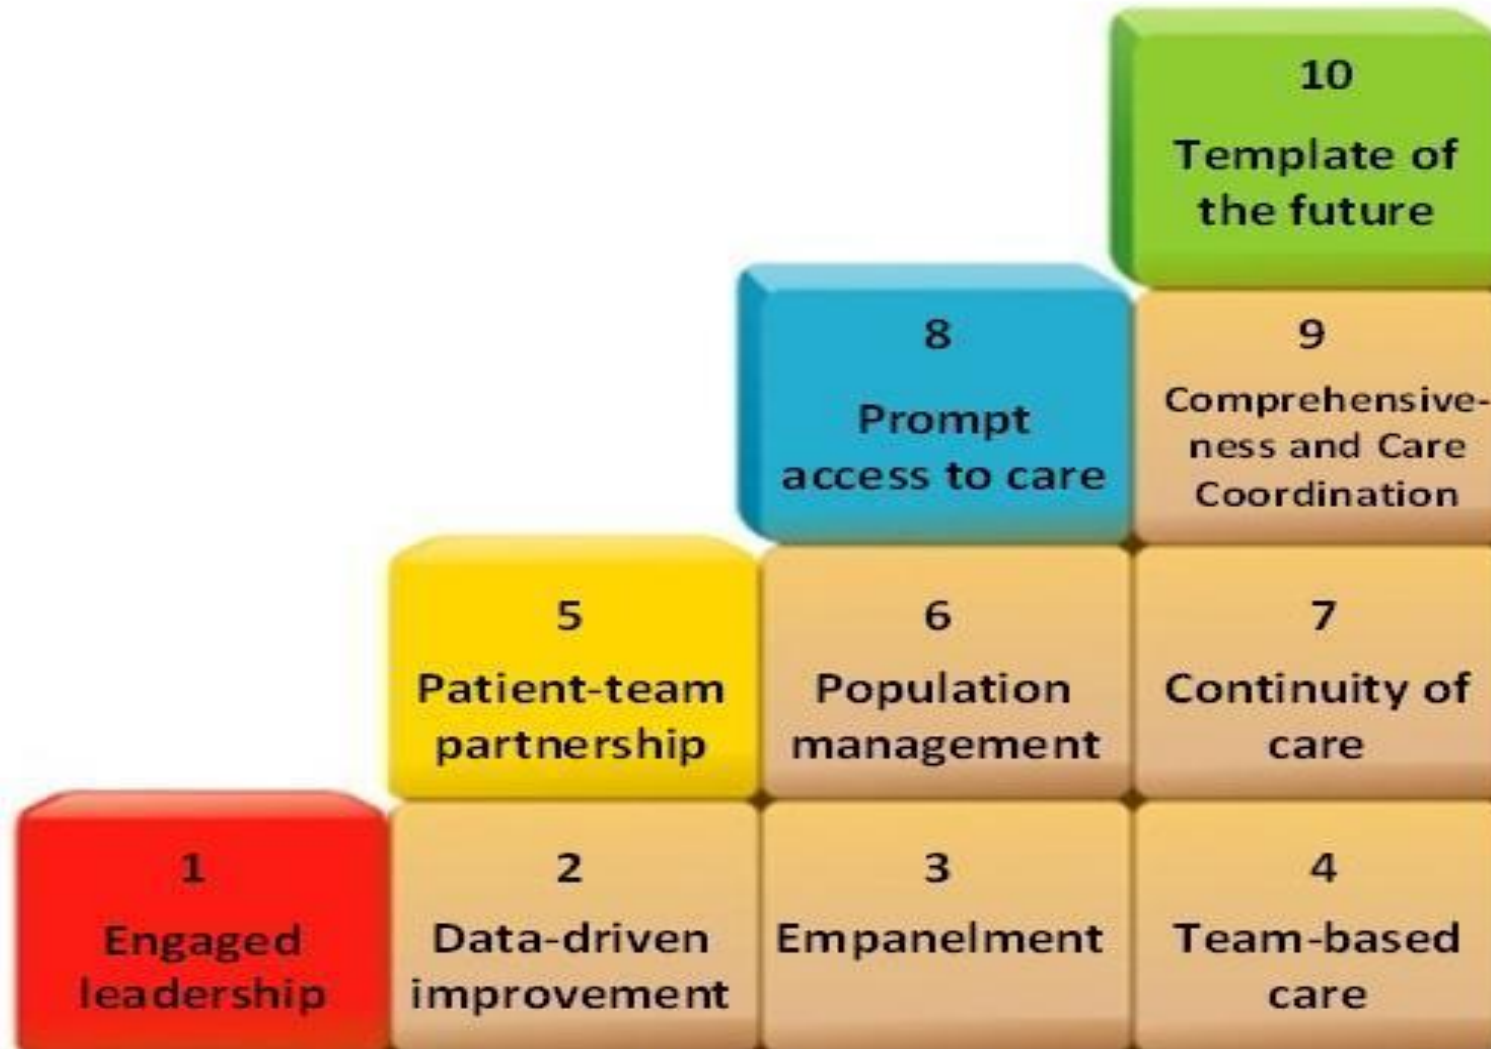 10
Template of
the future
8
Prompt
access to care
9
Comprehensive-
ness and Care
Coordination
5
Patient-team
partnership
6
Population
management
7
Continuity of
care
1
Engaged
leadership
2
Data-driven
improvement
3
Empanelment
4
Team-based
care